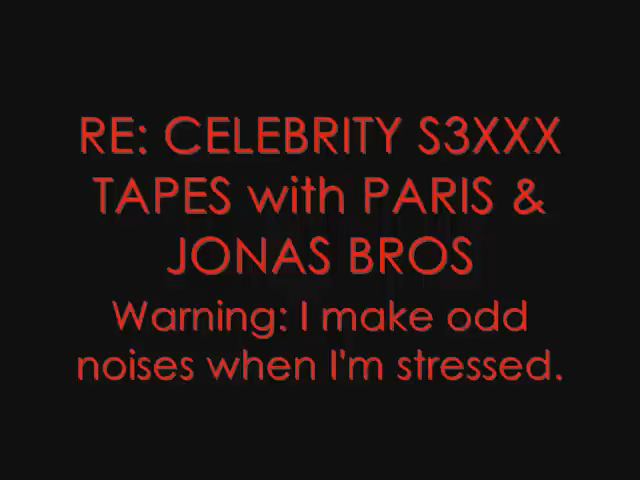 RE: CELEBRITY S3XXX
TAPES with PARIS &
JONAS BROS
Warning: I make odd
noises when I'm stressed.